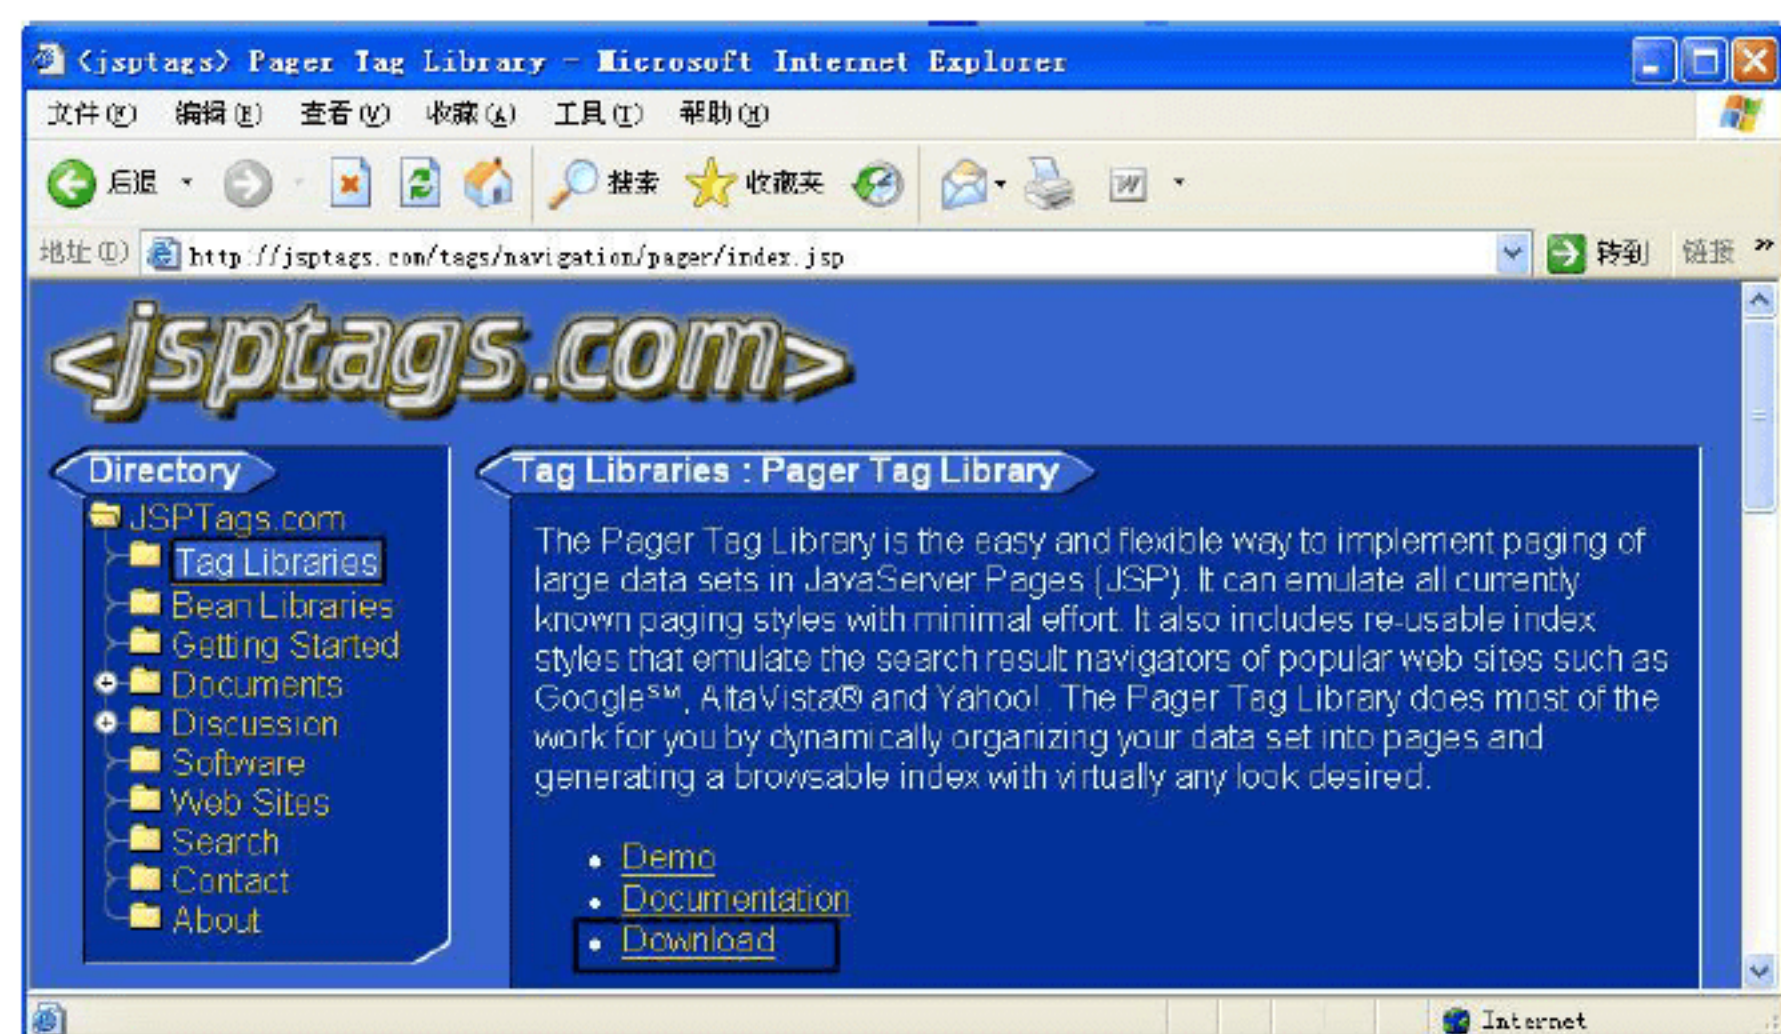 <jsptags> Pager Tag Library - Microsoft Internet Explorer
文件(F) 编辑(E) 查看(V) 收藏(A) 工具(T) 帮助(H)
后退 搜索 收藏夹
地址(D) http://jsptags.com/tags/navigation/pager/index.jsp 转到 链接 »
<jsptags.com>
Directory
JSPTags.com
Tag Libraries
Bean Libraries
Getting Started
Documents
Discussion
Software
Web Sites
Search
Contact
About
Tag Libraries : Pager Tag Library
The Pager Tag Library is the easy and flexible way to implement paging of
large data sets in JavaServer Pages (JSP). It can emulate all currently
known paging styles with minimal effort. It also includes re-usable index
styles that emulate the search result navigators of popular web sites such as
Google℠, AltaVista® and Yahoo!. The Pager Tag Library does most of the
work for you by dynamically organizing your data set into pages and
generating a browsable index with virtually any look desired.
• Demo
• Documentation
• Download
Internet